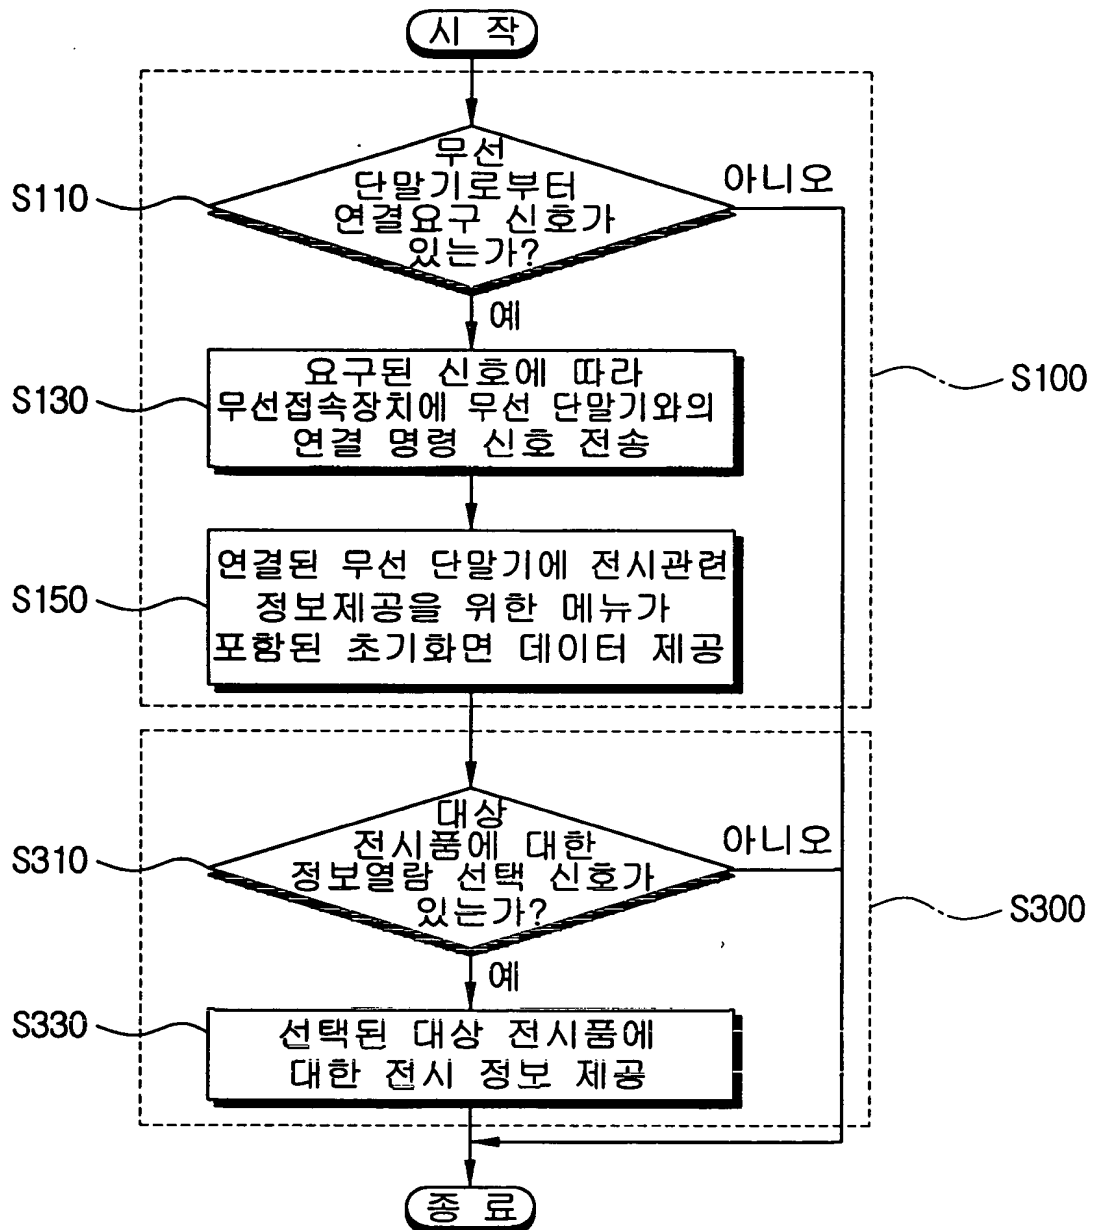 시 작
무선
단말기로부터
연결요구 신호가
있는가?
아니오
S110
예
요구된 신호에 따라
무선접속장치에 무선 단말기와의
연결 명령 신호 전송
S130
S100
연결된 무선 단말기에 전시관련
정보제공을 위한 메뉴가
포함된 초기화면 데이터 제공
S150
대상
전시품에 대한
정보열람 선택 신호가
있는가?
아니오
S310
S300
예
선택된 대상 전시품에
대한 전시 정보 제공
S330
종 료